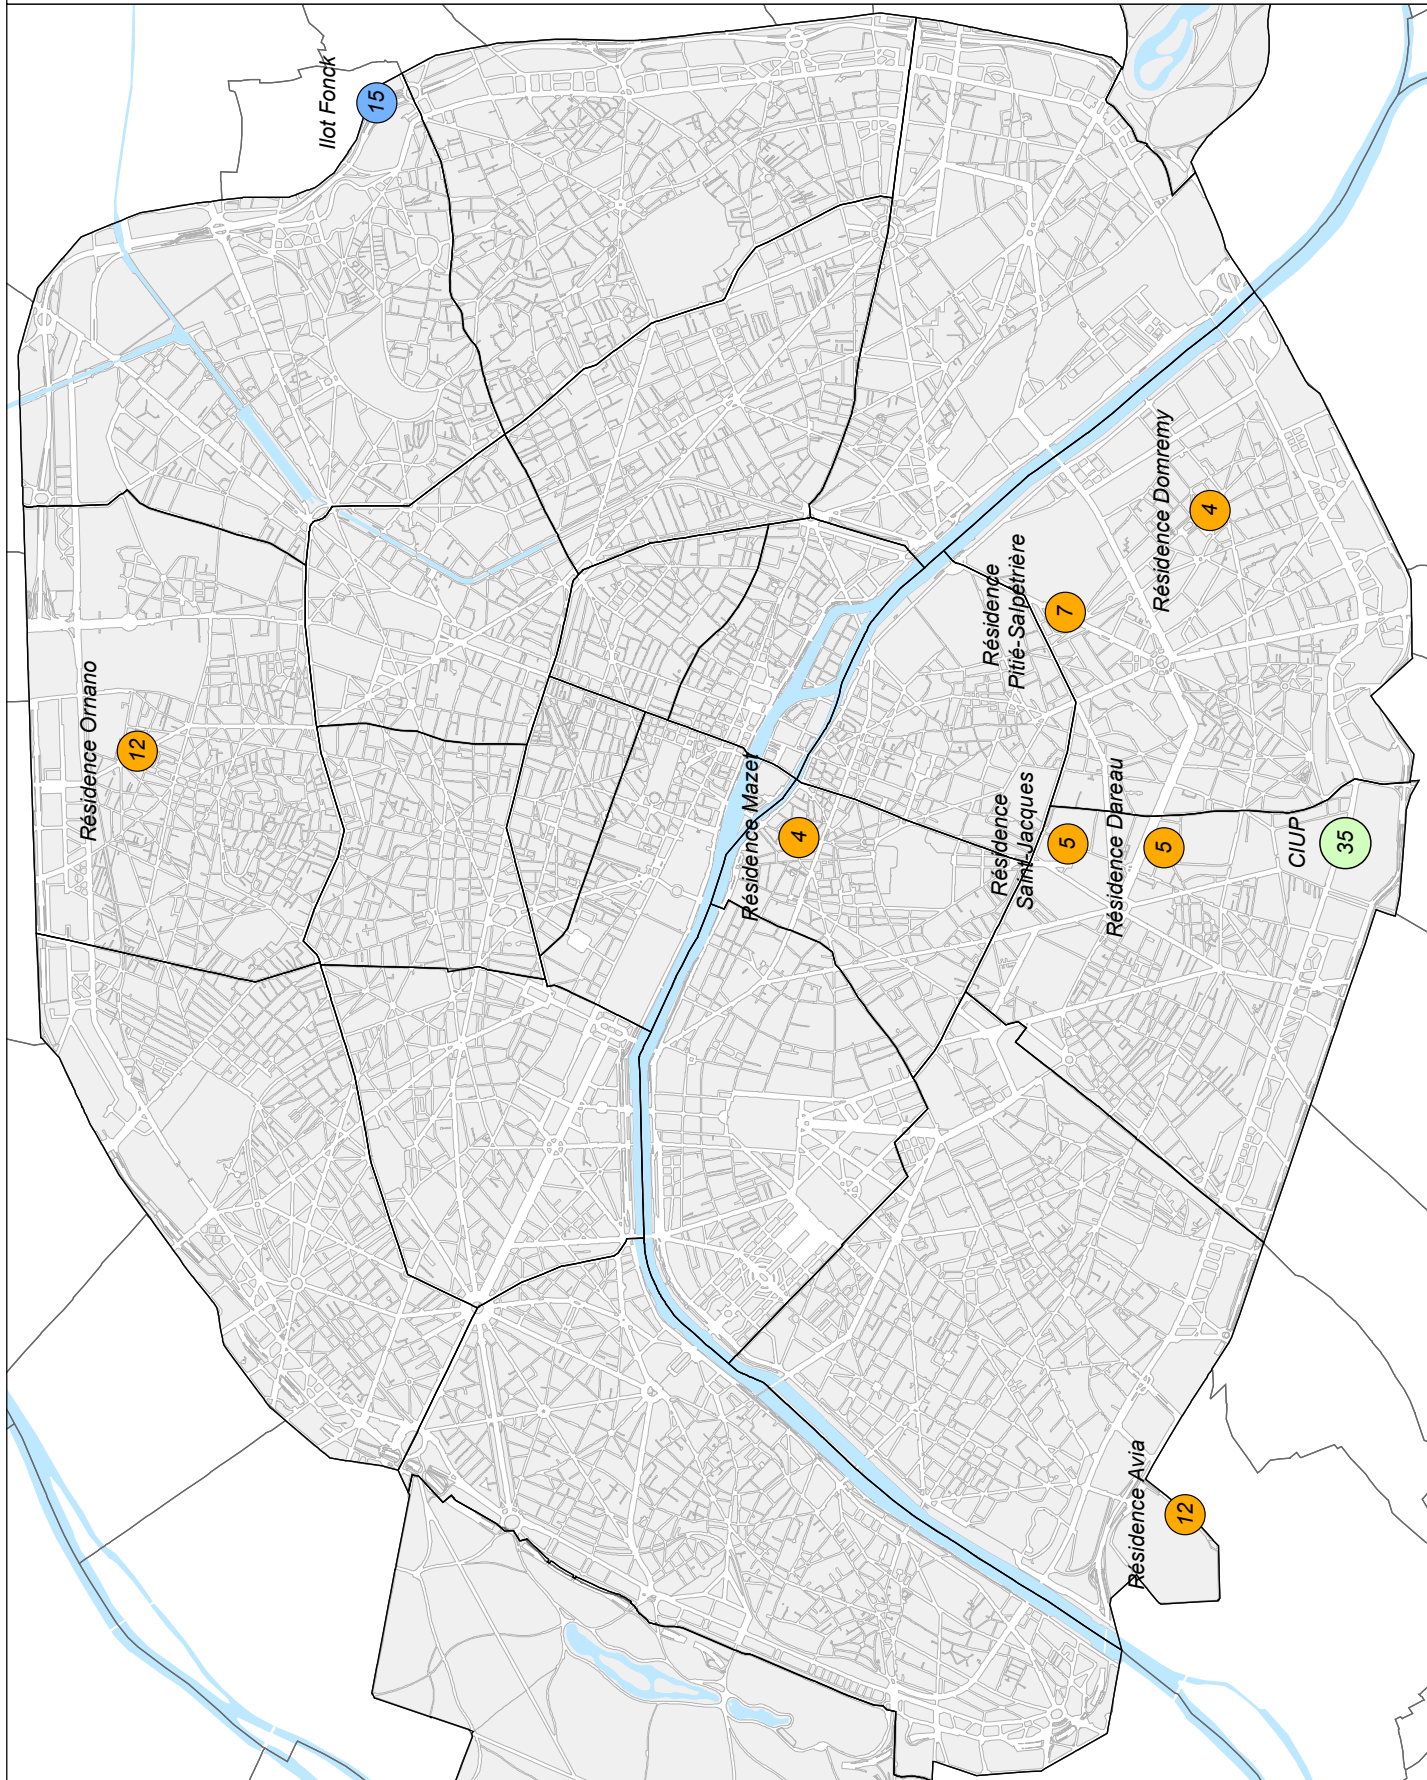 Ilot Fonck
15
Résidence Ornano
12
Résidence Domremy
4
Résidence
Pitié-Salpêtrière
7
Résidence Mazet
4
Résidence
Saint-Jacques
5
Résidence Dareau
5
CIUP
35
Résidence Avia
12